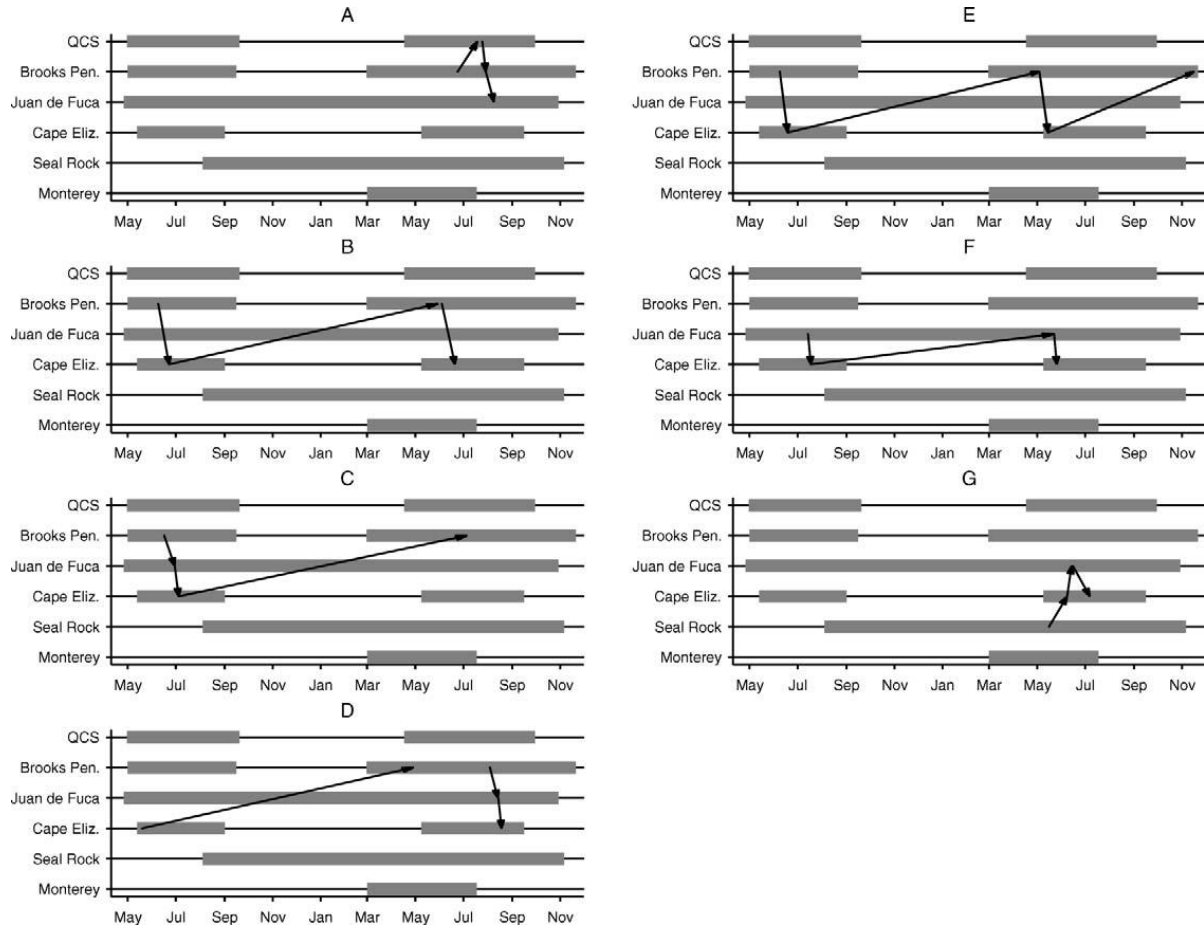 A
QCS
Brooks Pen.
Juan de Fuca
Cape Eliz.
Seal Rock
Monterey
May Jul Sep Nov Jan Mar May Jul Sep Nov
B
QCS
Brooks Pen.
Juan de Fuca
Cape Eliz.
Seal Rock
Monterey
May Jul Sep Nov Jan Mar May Jul Sep Nov
C
QCS
Brooks Pen.
Juan de Fuca
Cape Eliz.
Seal Rock
Monterey
May Jul Sep Nov Jan Mar May Jul Sep Nov
D
QCS
Brooks Pen.
Juan de Fuca
Cape Eliz.
Seal Rock
Monterey
May Jul Sep Nov Jan Mar May Jul Sep Nov
E
QCS
Brooks Pen.
Juan de Fuca
Cape Eliz.
Seal Rock
Monterey
May Jul Sep Nov Jan Mar May Jul Sep Nov
F
QCS
Brooks Pen.
Juan de Fuca
Cape Eliz.
Seal Rock
Monterey
May Jul Sep Nov Jan Mar May Jul Sep Nov
G
QCS
Brooks Pen.
Juan de Fuca
Cape Eliz.
Seal Rock
Monterey
May Jul Sep Nov Jan Mar May Jul Sep Nov